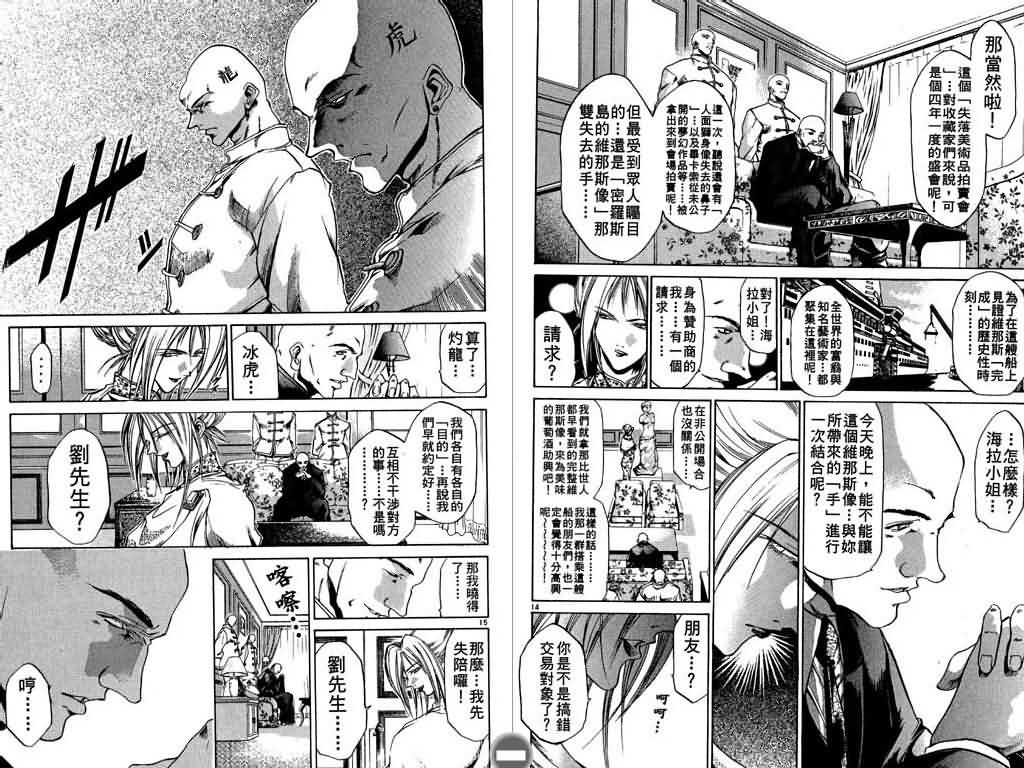 那當然啦！
這個「失落美術品拍賣會
」…對收藏家們來說，可
是個四年一度的盛會呢！
這一次，聽說還會有「
人面獅身像失去的鼻子
」…以及畢卡索從未公
開的夢幻作品等……被
拿出來到會場拍賣呢！
但最受到眾人矚目
的…還是「密羅斯
島的維那斯像」那
雙失去的手……
為了在這艘船上
見證維那斯「完
成」的歷史性時
刻……
全世界的富翁與
知名藝術家…都
聚集在這裡呢！
對了！海
拉小姐…
身為贊助商的
我…有一個
請求……
請求？
…怎麼樣？
海拉小姐…
今天晚上，能不能讓
這個維那斯像…與妳
所帶來的「手」進行
一次結合呢？
在非公開場合
也沒關係……
我們就拿那比世人
都早看到的完整維
那斯像，來為美味
的葡萄酒助興吧！
這樣的話……
我那一群搭乘這艘
船的朋友們，也一
定會覺得十分高興
呢～～～～～！
14
朋友…？
呵呵…
你是不是搞錯
交易對象了？
虎
龍
算了…
灼龍…
冰虎…
我們各自有各自的
「目的」…再說我
們早就約定好……
互相不干涉對方
的事……不是嗎
劉先生？
那我曉得
了……
15
那麼…我先
失陪囉！
劉先生…
喀嚓…
哼……